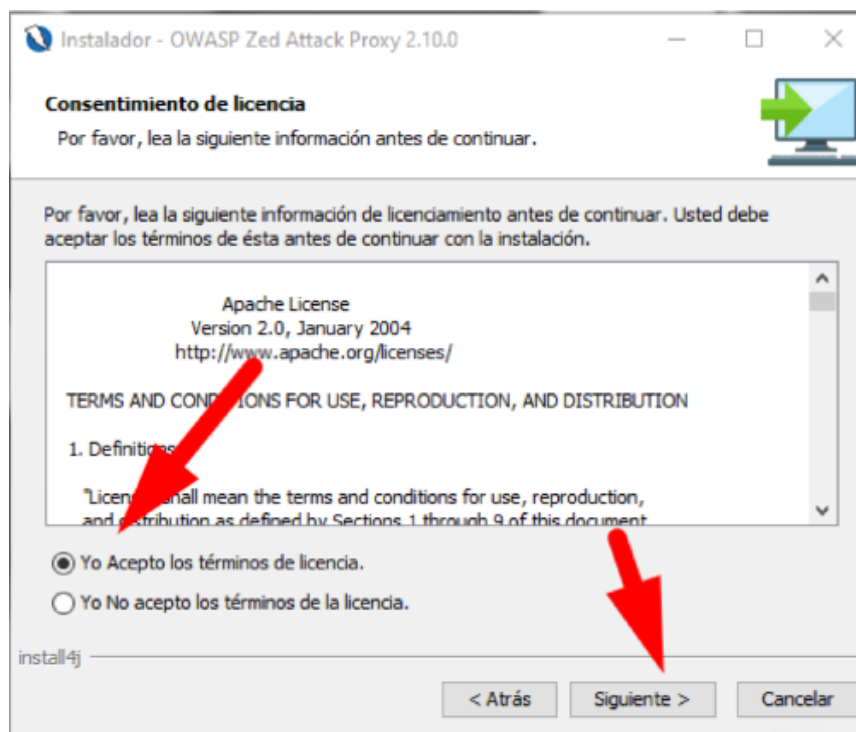 Instalador - OWASP Zed Attack Proxy 2.10.0
Consentimiento de licencia
Por favor, lea la siguiente información antes de continuar.
Por favor, lea la siguiente información de licenciamiento antes de continuar. Usted debe
aceptar los términos de ésta antes de continuar con la instalación.
Apache License
Version 2.0, January 2004
http://www.apache.org/licenses/
TERMS AND CONDITIONS FOR USE, REPRODUCTION, AND DISTRIBUTION
1. Definitions
shall mean the terms and conditions for use, reproduction,
and distribution as defined by Sections 1 through 9 of this document
Yo Acepto los términos de licencia.
Yo No acepto los términos de la licencia.
install4j
< Atrás
Siguiente >
Cancelar